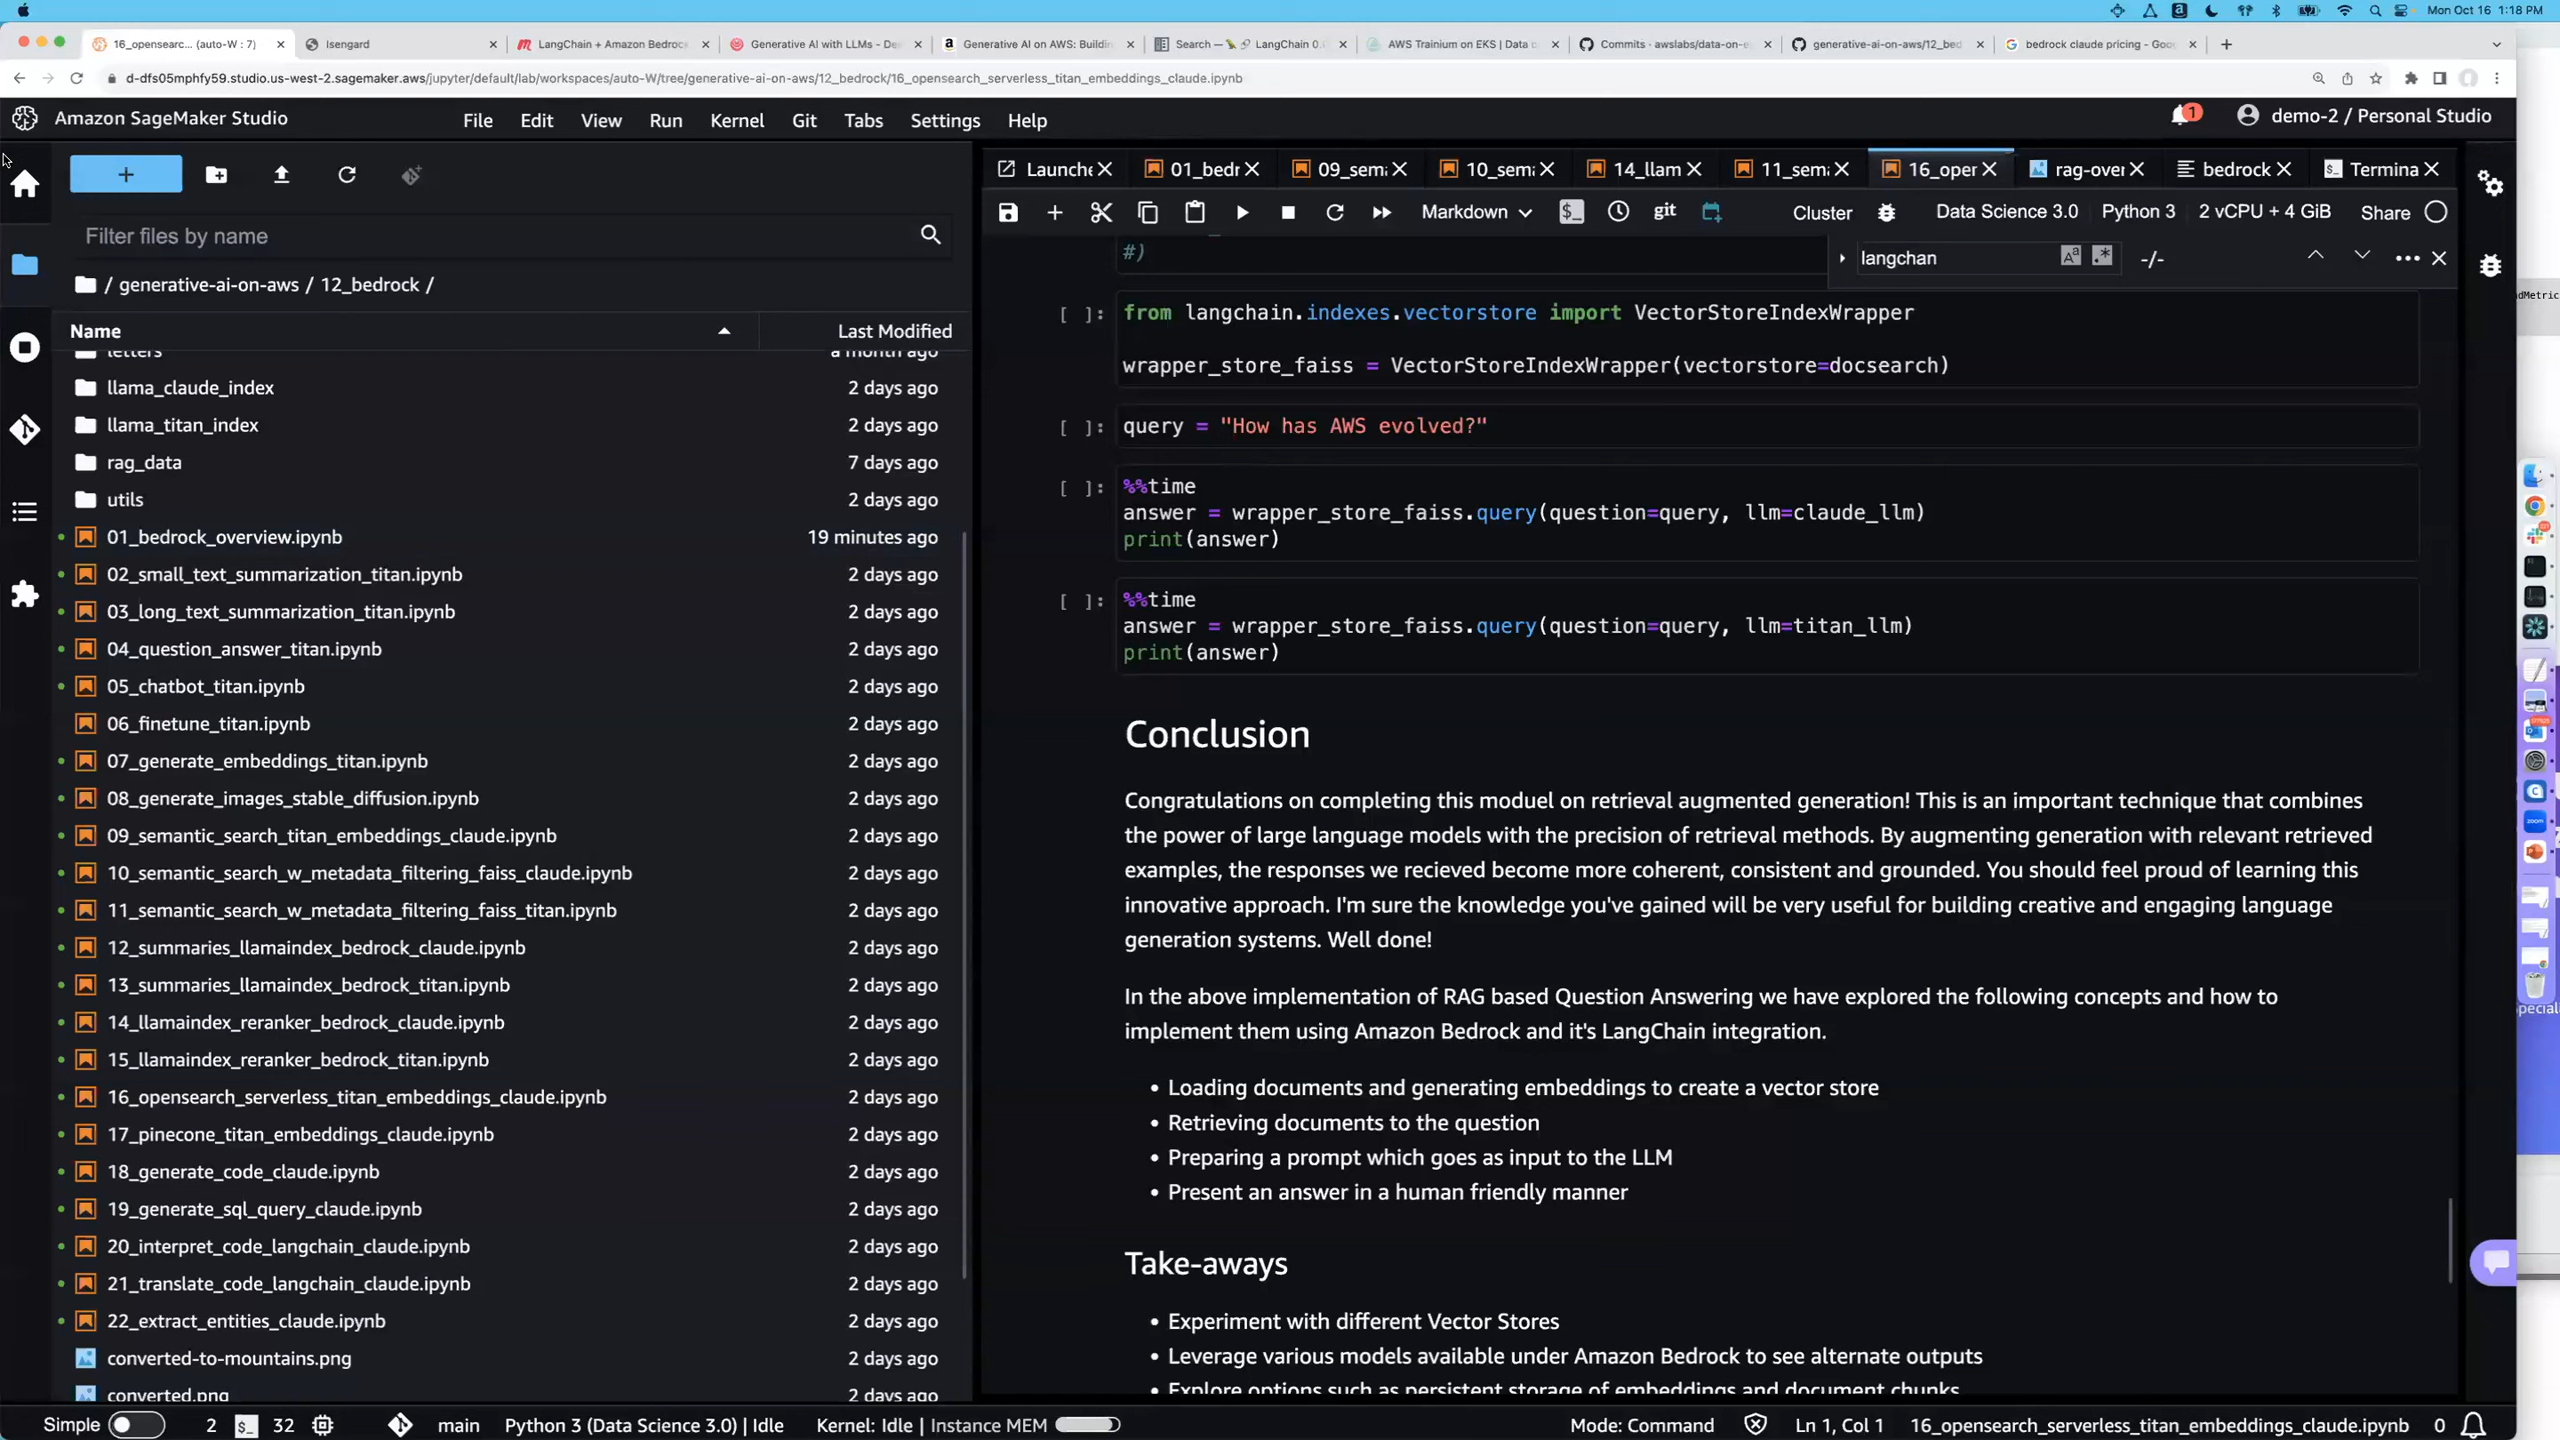 Mon Oct 16 1:18 PM
16_opensearc... (auto-W : 7)
Isengard
LangChain + Amazon Bedrock
Generative AI with LLMs - De
Generative AI on AWS: Buildin
Search — LangChain 0.
AWS Trainium on EKS | Data o
Commits · awslabs/data-on-e
generative-ai-on-aws/12_bed
bedrock claude pricing - Goo
d-dfs05mphfy59.studio.us-west-2.sagemaker.aws/jupyter/default/lab/workspaces/auto-W/tree/generative-ai-on-aws/12_bedrock/16_opensearch_serverless_titan_embeddings_claude.ipynb
Amazon SageMaker Studio
File Edit View Run Kernel Git Tabs Settings Help
1
demo-2 / Personal Studio
Launche
01_bedr
09_sema
10_sema
14_llam
11_sema
16_oper
rag-over
bedrock
Termina
Markdown
git
Cluster
Data Science 3.0
Python 3
2 vCPU + 4 GiB
Share
Filter files by name
/ generative-ai-on-aws / 12_bedrock /
Name Last Modified
letters a month ago
llama_claude_index 2 days ago
llama_titan_index 2 days ago
rag_data 7 days ago
utils 2 days ago
01_bedrock_overview.ipynb 19 minutes ago
02_small_text_summarization_titan.ipynb 2 days ago
03_long_text_summarization_titan.ipynb 2 days ago
04_question_answer_titan.ipynb 2 days ago
05_chatbot_titan.ipynb 2 days ago
06_finetune_titan.ipynb 2 days ago
07_generate_embeddings_titan.ipynb 2 days ago
08_generate_images_stable_diffusion.ipynb 2 days ago
09_semantic_search_titan_embeddings_claude.ipynb 2 days ago
10_semantic_search_w_metadata_filtering_faiss_claude.ipynb 2 days ago
11_semantic_search_w_metadata_filtering_faiss_titan.ipynb 2 days ago
12_summaries_llamaindex_bedrock_claude.ipynb 2 days ago
13_summaries_llamaindex_bedrock_titan.ipynb 2 days ago
14_llamaindex_reranker_bedrock_claude.ipynb 2 days ago
15_llamaindex_reranker_bedrock_titan.ipynb 2 days ago
16_opensearch_serverless_titan_embeddings_claude.ipynb 2 days ago
17_pinecone_titan_embeddings_claude.ipynb 2 days ago
18_generate_code_claude.ipynb 2 days ago
19_generate_sql_query_claude.ipynb 2 days ago
20_interpret_code_langchain_claude.ipynb 2 days ago
21_translate_code_langchain_claude.ipynb 2 days ago
22_extract_entities_claude.ipynb 2 days ago
converted-to-mountains.png 2 days ago
converted.png 2 days ago
#)
langchan
-/-
[ ]: from langchain.indexes.vectorstore import VectorStoreIndexWrapper
wrapper_store_faiss = VectorStoreIndexWrapper(vectorstore=docsearch)
[ ]: query = "How has AWS evolved?"
[ ]: %%time
answer = wrapper_store_faiss.query(question=query, llm=claude_llm)
print(answer)
[ ]: %%time
answer = wrapper_store_faiss.query(question=query, llm=titan_llm)
print(answer)
Conclusion
Congratulations on completing this moduel on retrieval augmented generation! This is an important technique that combines
the power of large language models with the precision of retrieval methods. By augmenting generation with relevant retrieved
examples, the responses we recieved become more coherent, consistent and grounded. You should feel proud of learning this
innovative approach. I'm sure the knowledge you've gained will be very useful for building creative and engaging language
generation systems. Well done!
In the above implementation of RAG based Question Answering we have explored the following concepts and how to
implement them using Amazon Bedrock and it's LangChain integration.
• Loading documents and generating embeddings to create a vector store
• Retrieving documents to the question
• Preparing a prompt which goes as input to the LLM
• Present an answer in a human friendly manner
Take-aways
• Experiment with different Vector Stores
• Leverage various models available under Amazon Bedrock to see alternate outputs
• Explore options such as persistent storage of embeddings and document chunks
Simple 2 32 main Python 3 (Data Science 3.0) | Idle Kernel: Idle | Instance MEM
Mode: Command Ln 1, Col 1 16_opensearch_serverless_titan_embeddings_claude.ipynb 0